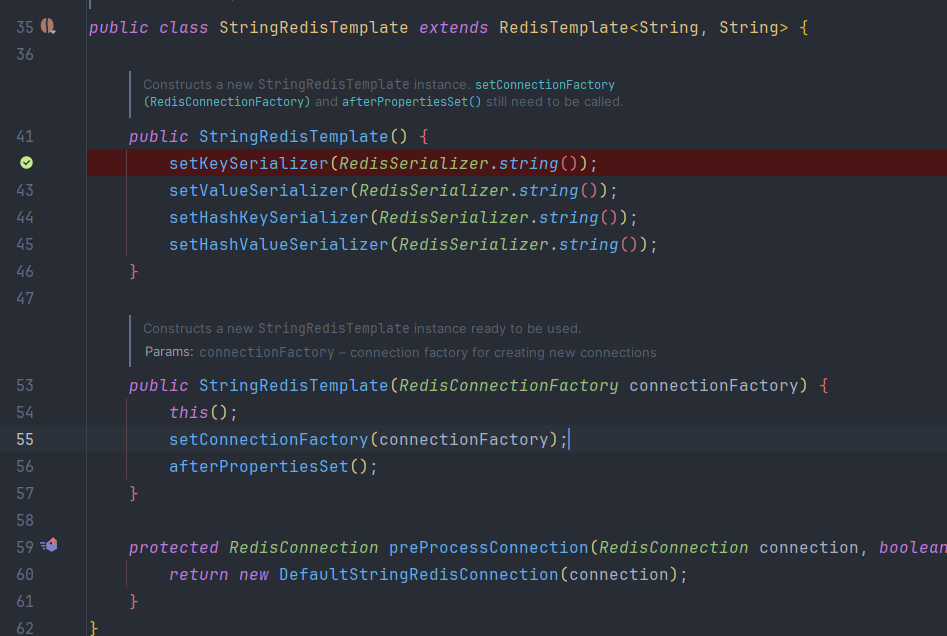 35 public class StringRedisTemplate extends RedisTemplate<String, String> {
36
Constructs a new StringRedisTemplate instance. setConnectionFactory
(RedisConnectionFactory) and afterPropertiesSet() still need to be called.
41 public StringRedisTemplate() {
setKeySerializer(RedisSerializer.string());
43 setValueSerializer(RedisSerializer.string());
44 setHashKeySerializer(RedisSerializer.string());
45 setHashValueSerializer(RedisSerializer.string());
46 }
47
Constructs a new StringRedisTemplate instance ready to be used.
Params: connectionFactory – connection factory for creating new connections
53 public StringRedisTemplate(RedisConnectionFactory connectionFactory) {
54 this();
55 setConnectionFactory(connectionFactory);
56 afterPropertiesSet();
57 }
58
59 protected RedisConnection preProcessConnection(RedisConnection connection, boolean
60 return new DefaultStringRedisConnection(connection);
61 }
62 }